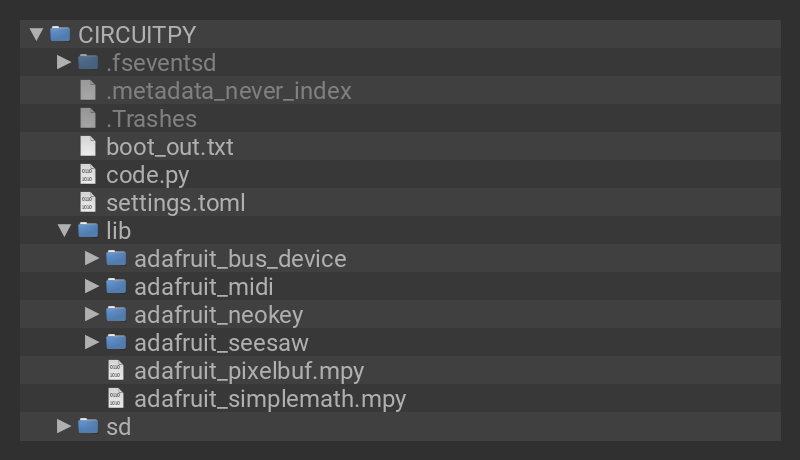 CIRCUITPY
.fseventsd
.metadata_never_index
.Trashes
boot_out.txt
code.py
settings.toml
lib
adafruit_bus_device
adafruit_midi
adafruit_neokey
adafruit_seesaw
adafruit_pixelbuf.mpy
adafruit_simplemath.mpy
sd